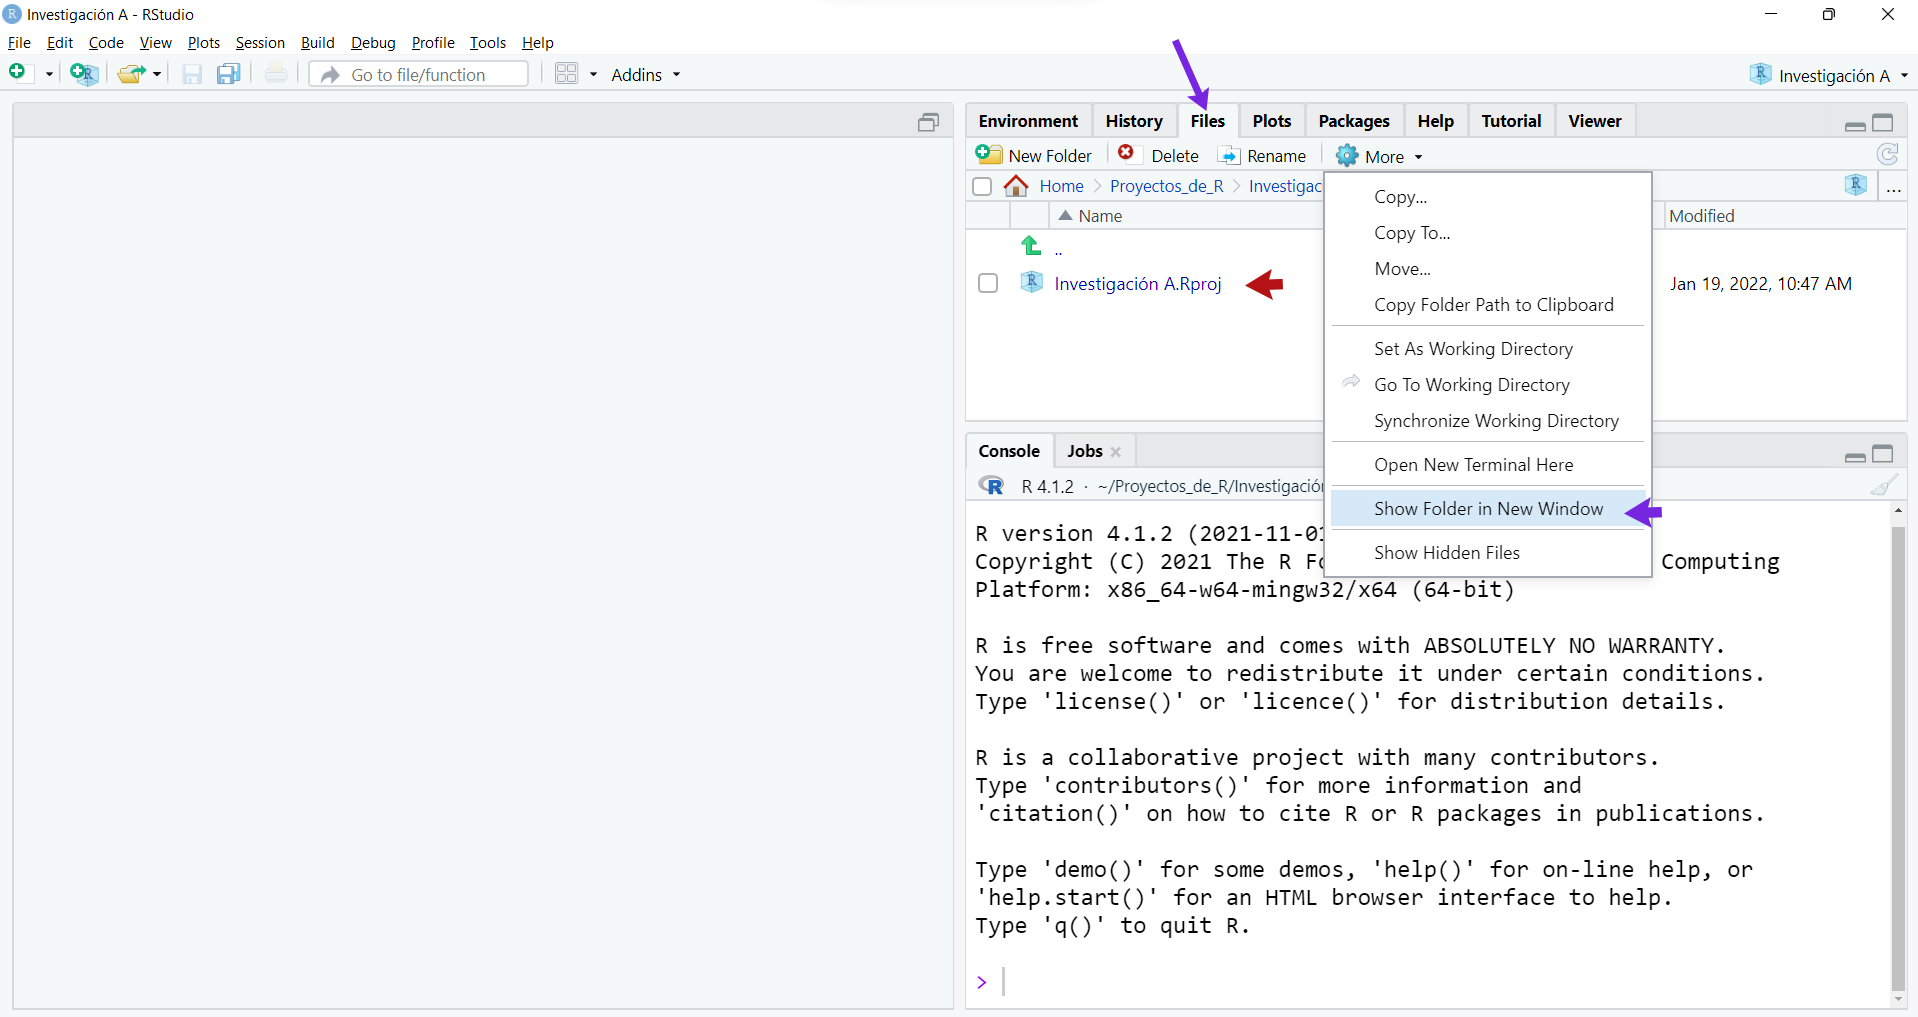 Investigación A - RStudio
File Edit Code View Plots Session Build Debug Profile Tools Help
Go to file/function Addins Investigación A
Environment History Files Plots Packages Help Tutorial Viewer
New Folder Delete Rename More
Home Proyectos_de_R Investigac
...
Name Modified
..
Investigación A.Rproj Jan 19, 2022, 10:47 AM
Copy...
Copy To...
Move...
Copy Folder Path to Clipboard
Set As Working Directory
Go To Working Directory
Synchronize Working Directory
Open New Terminal Here
Show Folder in New Window
Show Hidden Files
Console Jobs
R 4.1.2 · ~/Proyectos_de_R/Investigación
R version 4.1.2 (2021-11-01
Copyright (C) 2021 The R Fo Computing
Platform: x86_64-w64-mingw32/x64 (64-bit)
R is free software and comes with ABSOLUTELY NO WARRANTY.
You are welcome to redistribute it under certain conditions.
Type 'license()' or 'licence()' for distribution details.
R is a collaborative project with many contributors.
Type 'contributors()' for more information and
'citation()' on how to cite R or R packages in publications.
Type 'demo()' for some demos, 'help()' for on-line help, or
'help.start()' for an HTML browser interface to help.
Type 'q()' to quit R.
>